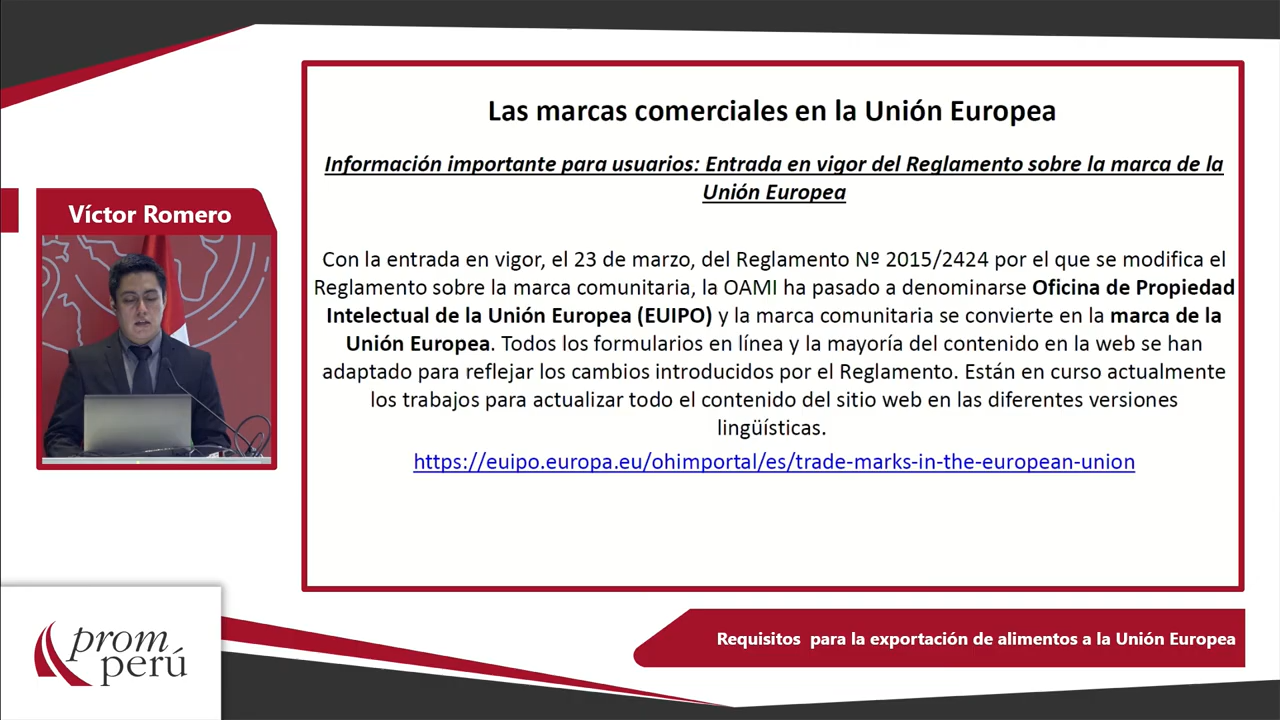 Las marcas comerciales en la Unión Europea
Información importante para usuarios: Entrada en vigor del Reglamento sobre la marca de la
Unión Europea
Víctor Romero
Con la entrada en vigor, el 23 de marzo, del Reglamento Nº 2015/2424 por el que se modifica el
Reglamento sobre la marca comunitaria, la OAMI ha pasado a denominarse Oficina de Propiedad
Intelectual de la Unión Europea (EUIPO) y la marca comunitaria se convierte en la marca de la
Unión Europea. Todos los formularios en línea y la mayoría del contenido en la web se han
adaptado para reflejar los cambios introducidos por el Reglamento. Están en curso actualmente
los trabajos para actualizar todo el contenido del sitio web en las diferentes versiones
lingüísticas.
https://euipo.europa.eu/ohimportal/es/trade-marks-in-the-european-union
prom
perú
Requisitos para la exportación de alimentos a la Unión Europea